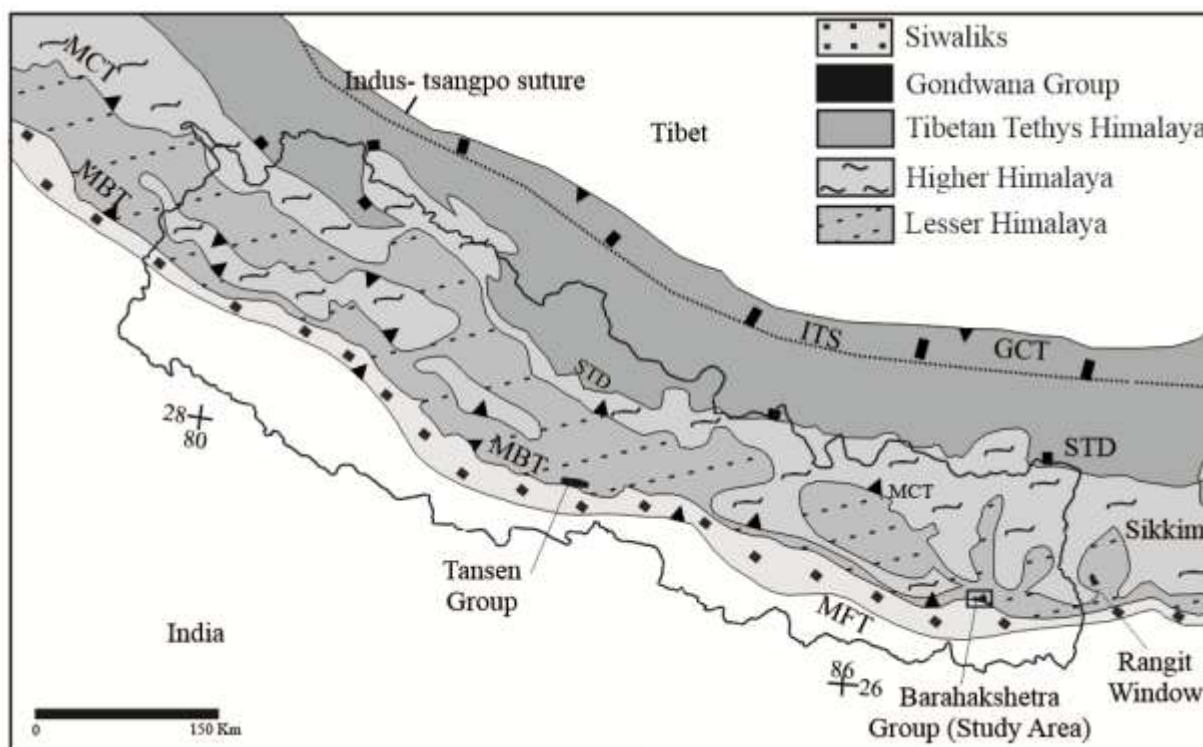 Siwaliks
Gondwana Group
Tibetan Tethys Himalaya
Higher Himalaya
Lesser Himalaya
MCT
Indus- tsangpo suture
Tibet
MBT
ITS
GCT
STD
28
80
MBT
STD
MCT
Sikkim
Tansen
Group
MFT
India
86
26
Rangit
Window
Barahakshetra
Group (Study Area)
0
150 Km